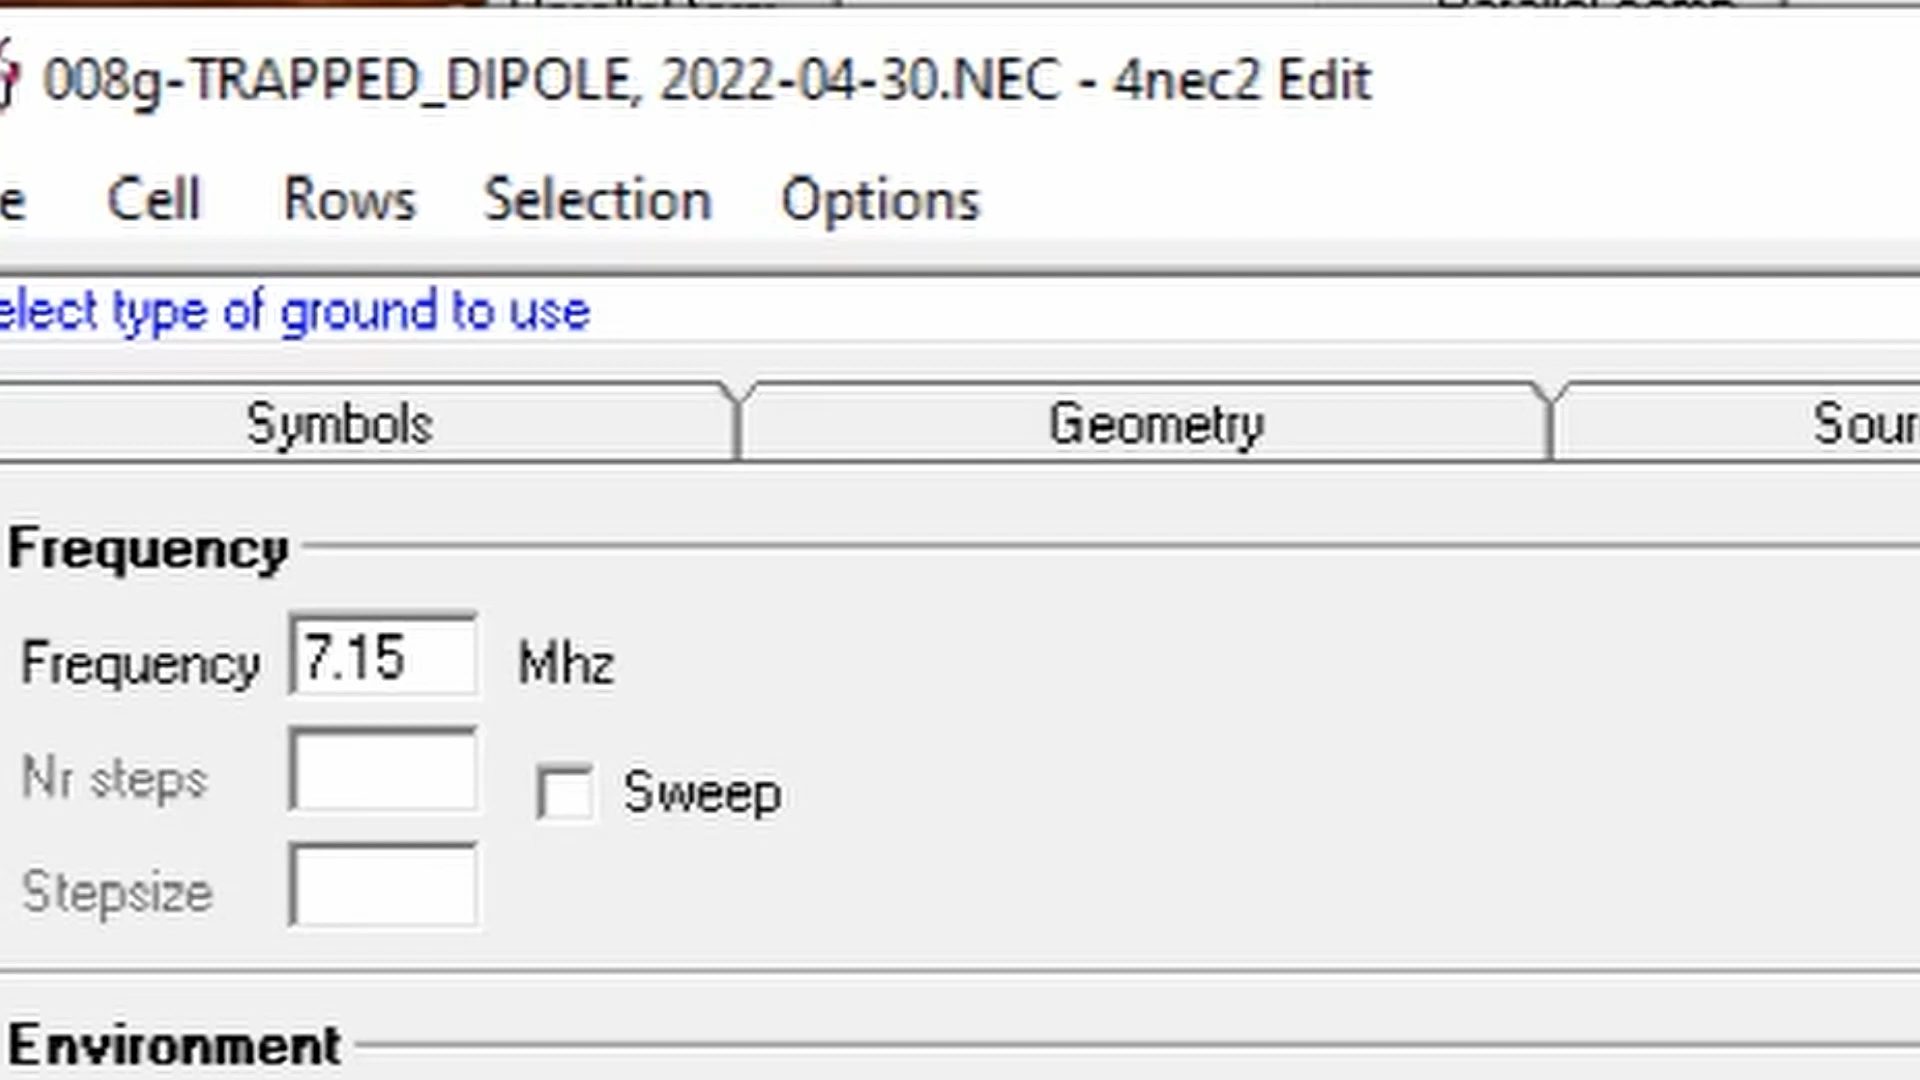 008g-TRAPPED_DIPOLE, 2022-04-30.NEC - 4nec2 Edit
e Cell Rows Selection Options
elect type of ground to use
Symbols Geometry Sour
Frequency
Frequency 7.15 Mhz
Nr steps
Sweep
Stepsize
Environment